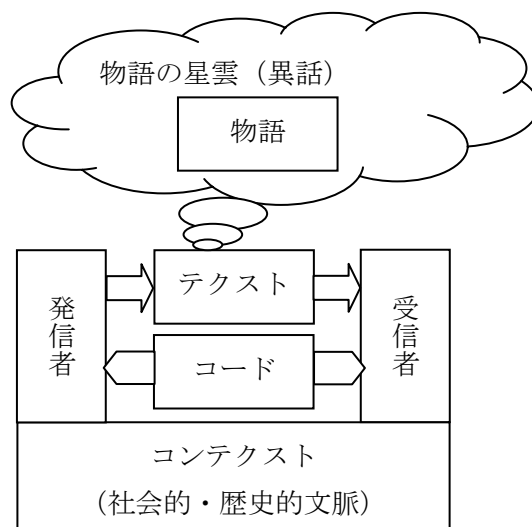 物語の星雲（異話）
物語
発信者
テクスト
受信者
コード
コンテクスト
（社会的・歴史的文脈）